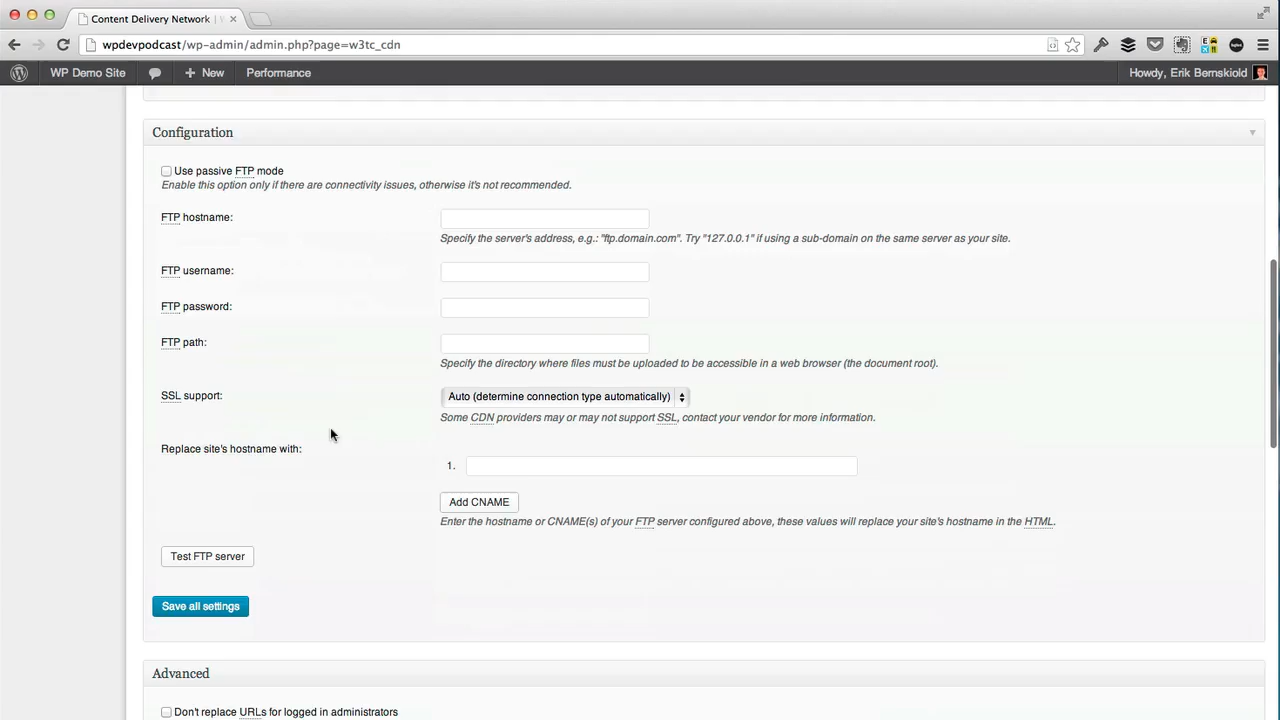 Content Delivery Network |
wpdevpodcast/wp-admin/admin.php?page=w3tc_cdn
WP Demo Site
New
Performance
Howdy, Erik Bernskiold
Configuration
Use passive FTP mode
Enable this option only if there are connectivity issues, otherwise it's not recommended.
FTP hostname:
Specify the server's address, e.g.: "ftp.domain.com". Try "127.0.0.1" if using a sub-domain on the same server as your site.
FTP username:
FTP password:
FTP path:
Specify the directory where files must be uploaded to be accessible in a web browser (the document root).
SSL support:
Auto (determine connection type automatically)
Some CDN providers may or may not support SSL, contact your vendor for more information.
Replace site's hostname with:
1.
Add CNAME
Enter the hostname or CNAME(s) of your FTP server configured above, these values will replace your site's hostname in the HTML.
Test FTP server
Save all settings
Advanced
Don't replace URLs for logged in administrators